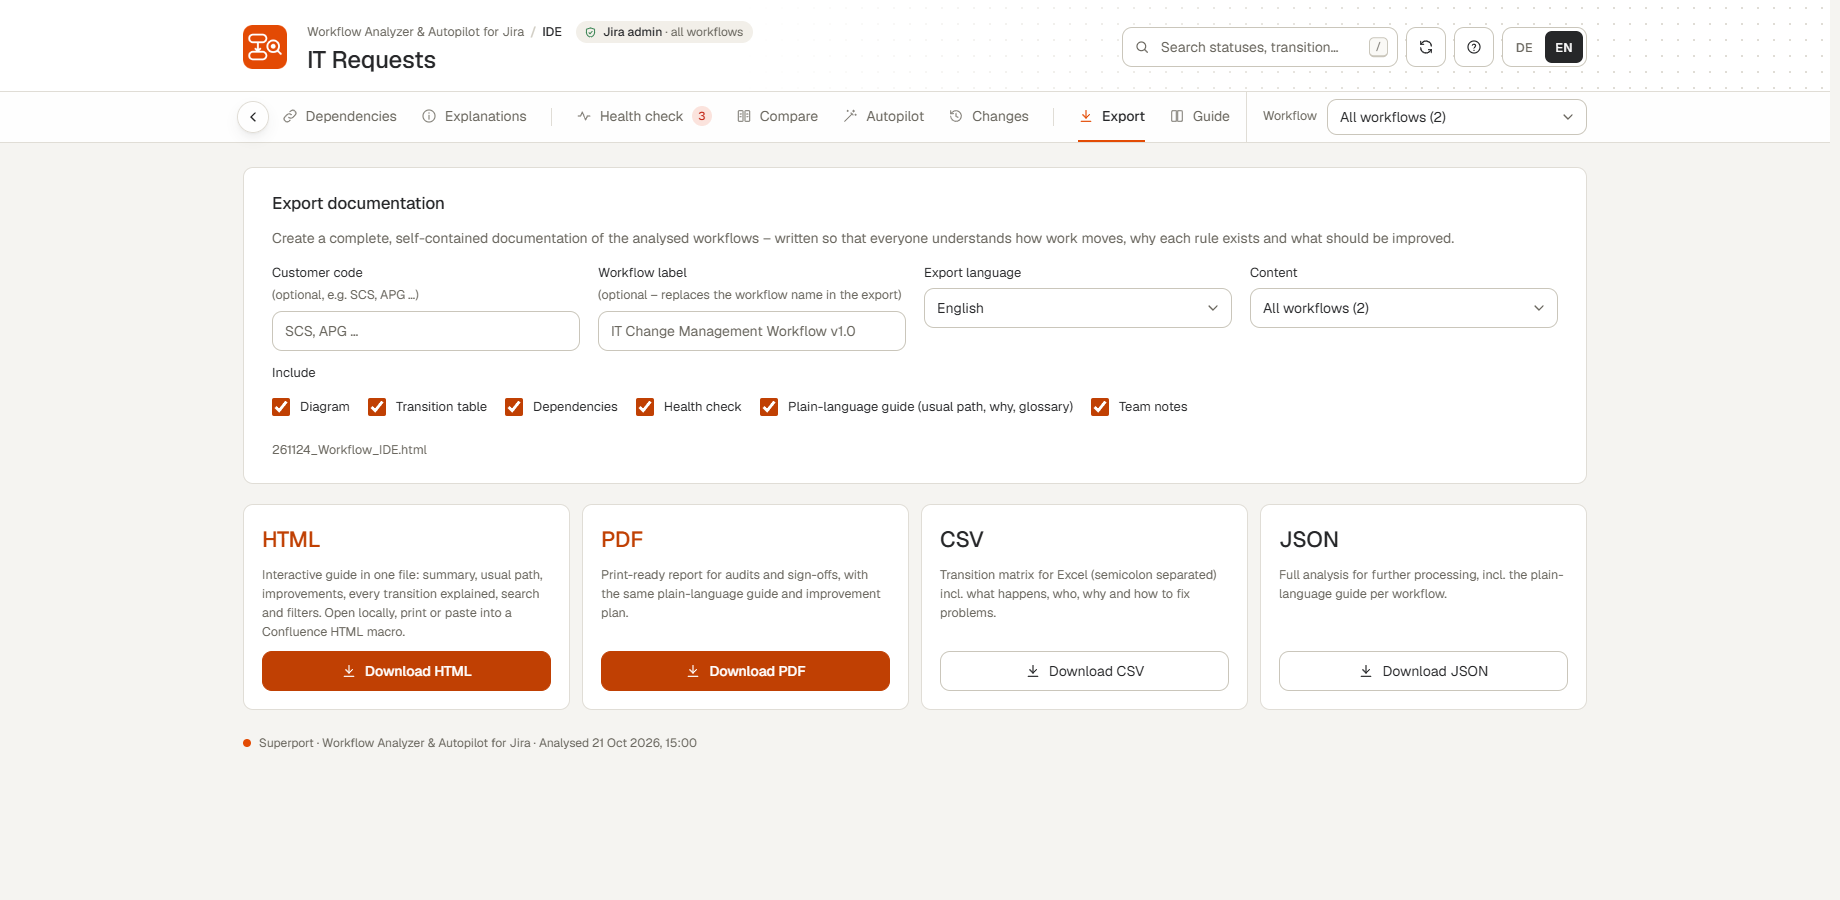 Workflow Analyzer & Autopilot for Jira / IDE
Jira admin · all workflows
IT Requests
Search statuses, transition...
/
DE
EN
Dependencies
Explanations
Health check 3
Compare
Autopilot
Changes
Export
Guide
Workflow
All workflows (2)
Export documentation
Create a complete, self-contained documentation of the analysed workflows – written so that everyone understands how work moves, why each rule exists and what should be improved.
Customer code
(optional, e.g. SCS, APG ...)
SCS, APG ...
Workflow label
(optional – replaces the workflow name in the export)
IT Change Management Workflow v1.0
Export language
English
Content
All workflows (2)
Include
Diagram
Transition table
Dependencies
Health check
Plain-language guide (usual path, why, glossary)
Team notes
261124_Workflow_IDE.html
HTML
Interactive guide in one file: summary, usual path,
improvements, every transition explained, search
and filters. Open locally, print or paste into a
Confluence HTML macro.
Download HTML
PDF
Print-ready report for audits and sign-offs, with
the same plain-language guide and improvement
plan.
Download PDF
CSV
Transition matrix for Excel (semicolon separated)
incl. what happens, who, why and how to fix
problems.
Download CSV
JSON
Full analysis for further processing, incl. the plain-
language guide per workflow.
Download JSON
Superport · Workflow Analyzer & Autopilot for Jira · Analysed 21 Oct 2026, 15:00